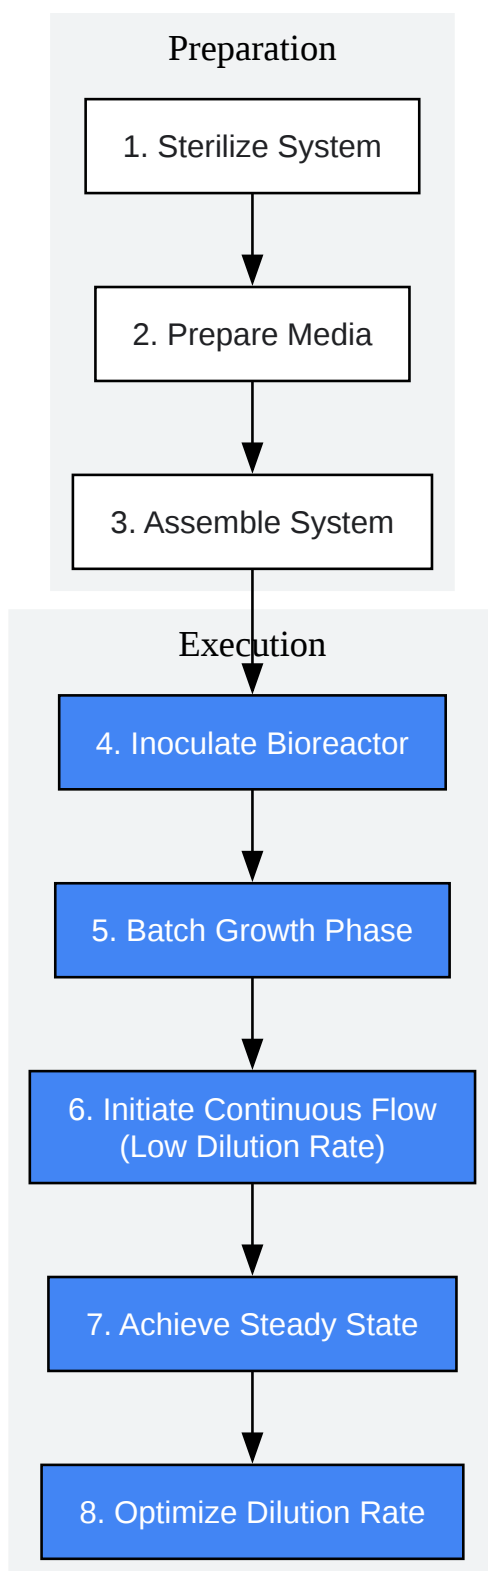 Preparation
1. Sterilize System
2. Prepare Media
3. Assemble System
Execution
4. Inoculate Bioreactor
5. Batch Growth Phase
6. Initiate Continuous Flow
(Low Dilution Rate)
7. Achieve Steady State
8. Optimize Dilution Rate